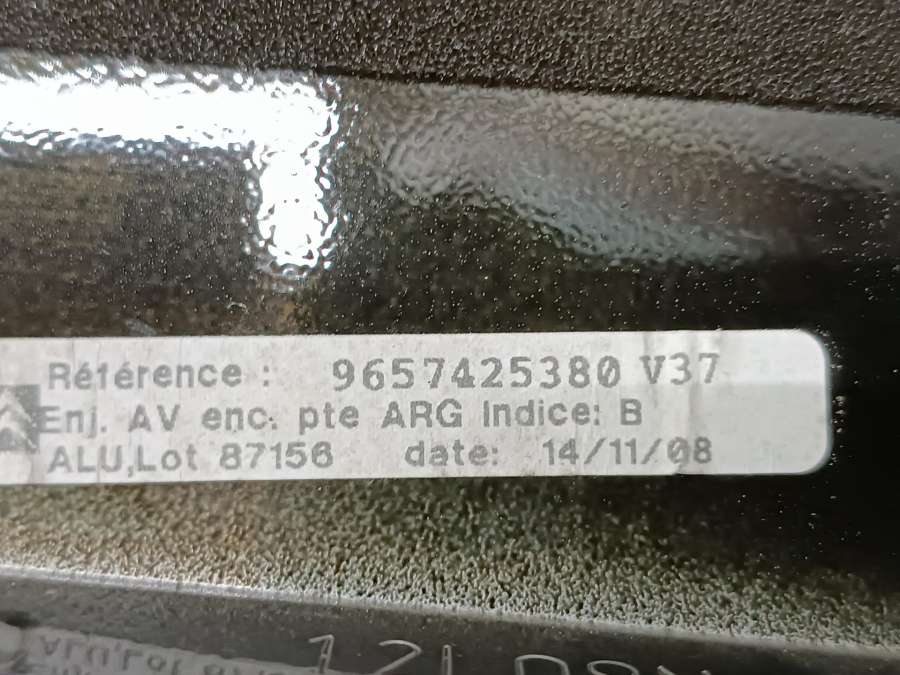 Référence : 9657425380 V37
Enj. AV enc. pte ARG Indice: B
ALU,Lot 87156 date: 14/11/08